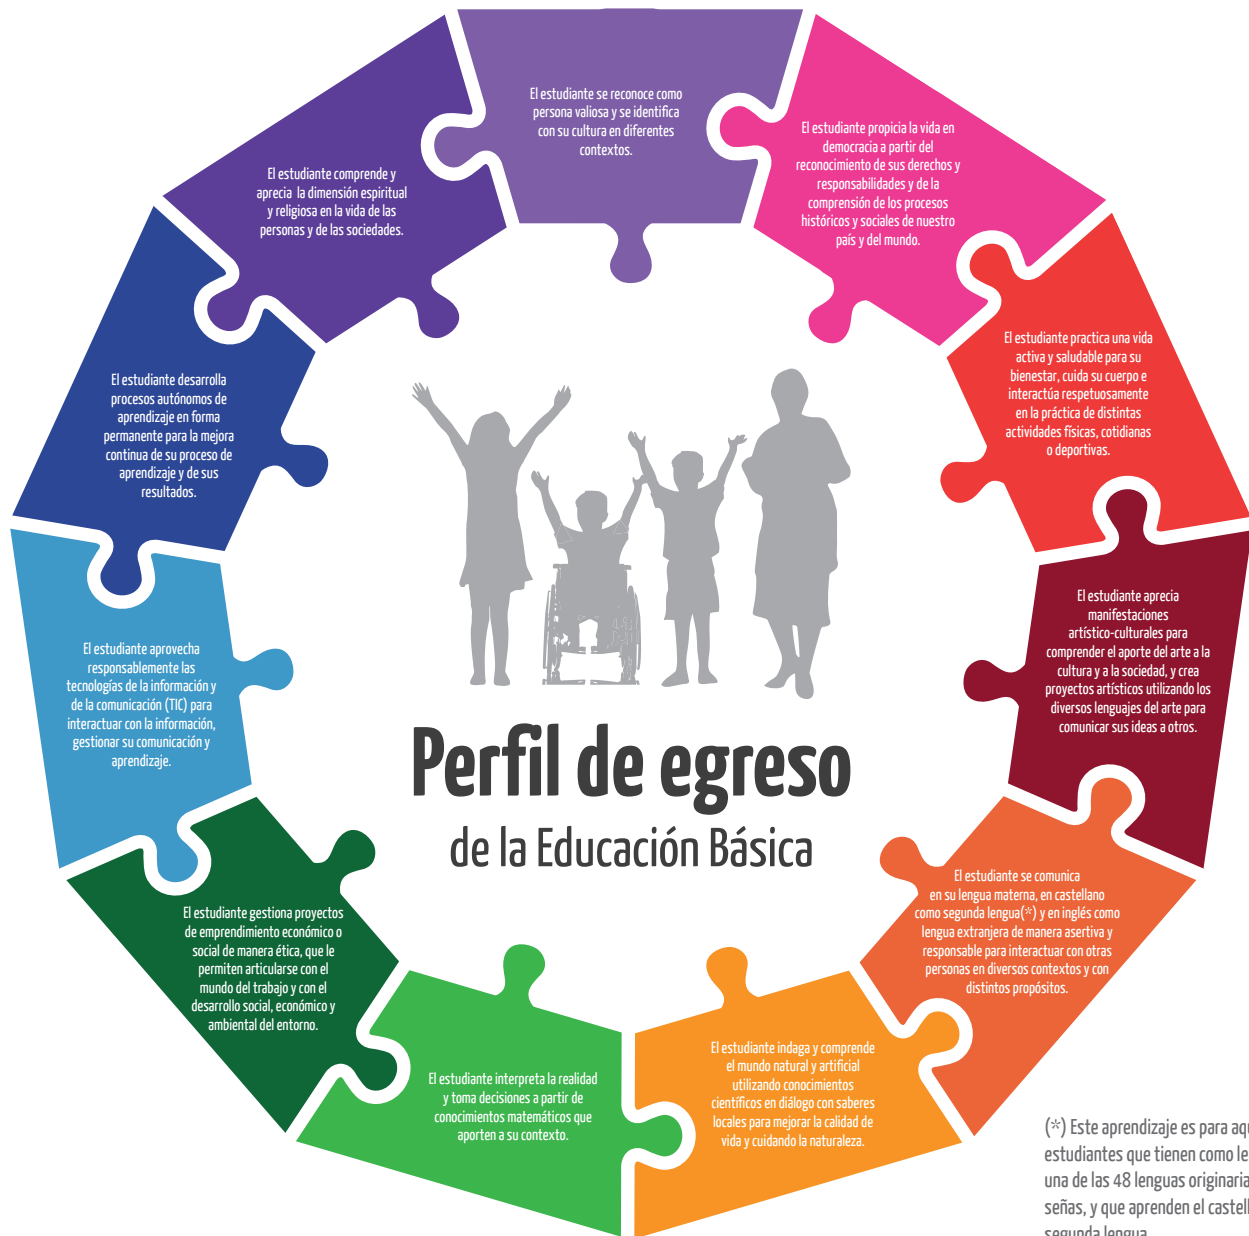 El estudiante se reconoce como
persona valiosa y se identifica
con su cultura en diferentes
contextos.
El estudiante propicia la vida en
democracia a partir del
reconocimiento de sus derechos y
responsabilidades y de la
comprensión de los procesos
históricos y sociales de nuestro
país y del mundo.
El estudiante practica una vida
activa y saludable para su
bienestar, cuida su cuerpo e
interactúa respetuosamente
en la práctica de distintas
actividades físicas, cotidianas
o deportivas.
El estudiante aprecia
manifestaciones
artístico-culturales para
comprender el aporte del arte a la
cultura y a la sociedad, y crea
proyectos artísticos utilizando los
diversos lenguajes del arte para
comunicar sus ideas a otros.
El estudiante se comunica
en su lengua materna, en castellano
como segunda lengua(*) y en inglés como
lengua extranjera de manera asertiva y
responsable para interactuar con otras
personas en diversos contextos y con
distintos propósitos.
El estudiante indaga y comprende
el mundo natural y artificial
utilizando conocimientos
científicos en diálogo con saberes
locales para mejorar la calidad de
vida y cuidando la naturaleza.
El estudiante interpreta la realidad
y toma decisiones a partir de
conocimientos matemáticos que
aporten a su contexto.
El estudiante gestiona proyectos
de emprendimiento económico o
social de manera ética, que le
permiten articularse con el
mundo del trabajo y con el
desarrollo social, económico y
ambiental del entorno.
El estudiante aprovecha
responsablemente las
tecnologías de la información y
de la comunicación (TIC) para
interactuar con la información,
gestionar su comunicación y
aprendizaje.
El estudiante desarrolla
procesos autónomos de
aprendizaje en forma
permanente para la mejora
continua de su proceso de
aprendizaje y de sus
resultados.
El estudiante comprende y
aprecia la dimensión espiritual
y religiosa en la vida de las
personas y de las sociedades.
Perfil de egreso
de la Educación Básica
(*) Este aprendizaje es para
estudiantes que tienen como
una de las 48 lenguas
señas, y que aprenden el
segunda lengua